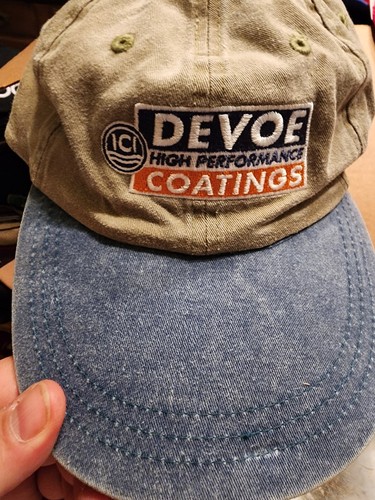 ICI
DEVOE
HIGH PERFORMANCE
COATINGS